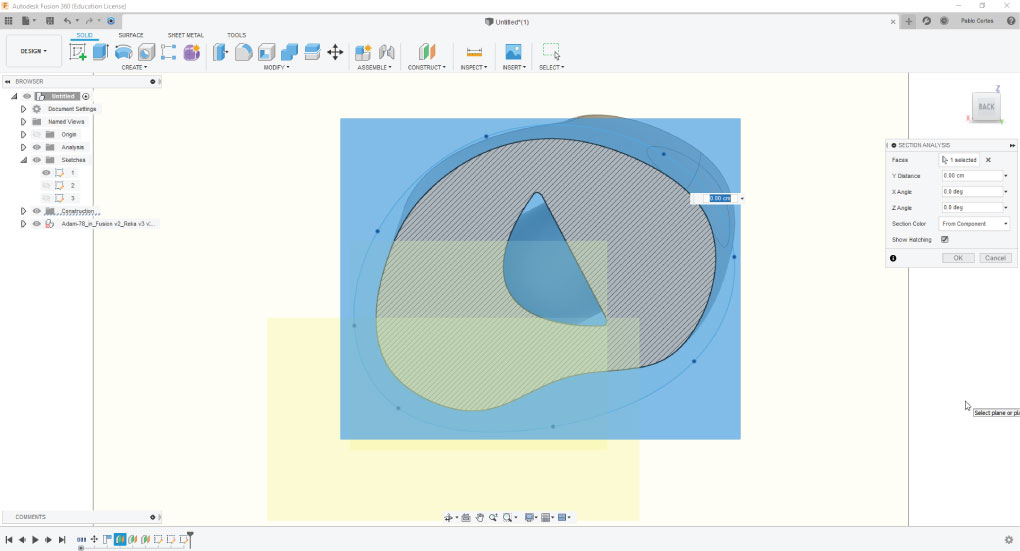 Autodesk Fusion 360 (Education License)
Untitled*(1)
Pablo Cortes
DESIGN
SOLID SURFACE SHEET METAL TOOLS
CREATE MODIFY ASSEMBLE CONSTRUCT INSPECT INSERT SELECT
BROWSER
Untitled
Document Settings
Named Views
Origin
Analysis
Sketches
1
2
3
Construction
Adam-78_in_Fusion v2_Reka v3 v...
BACK
Z
X
SECTION ANALYSIS
Faces 1 selected
Y Distance 0.00 cm
X Angle 0.0 deg
Z Angle 0.0 deg
Section Color From Component
Show Hatching
OK Cancel
0.00 cm
Select plane or pla
COMMENTS